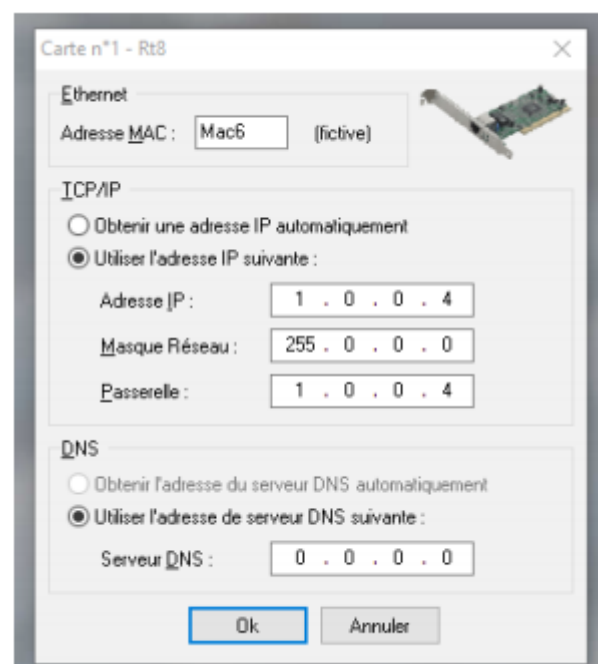 Carte n°1 - Rt8
Ethernet
Adresse MAC : Mac6 (fictive)
TCP/IP
Obtenir une adresse IP automatiquement
Utiliser l'adresse IP suivante :
Adresse IP : 1 . 0 . 0 . 4
Masque Réseau : 255 . 0 . 0 . 0
Passerelle : 1 . 0 . 0 . 4
DNS
Obtenir l'adresse du serveur DNS automatiquement
Utiliser l'adresse de serveur DNS suivante :
Serveur DNS : 0 . 0 . 0 . 0
Ok Annuler